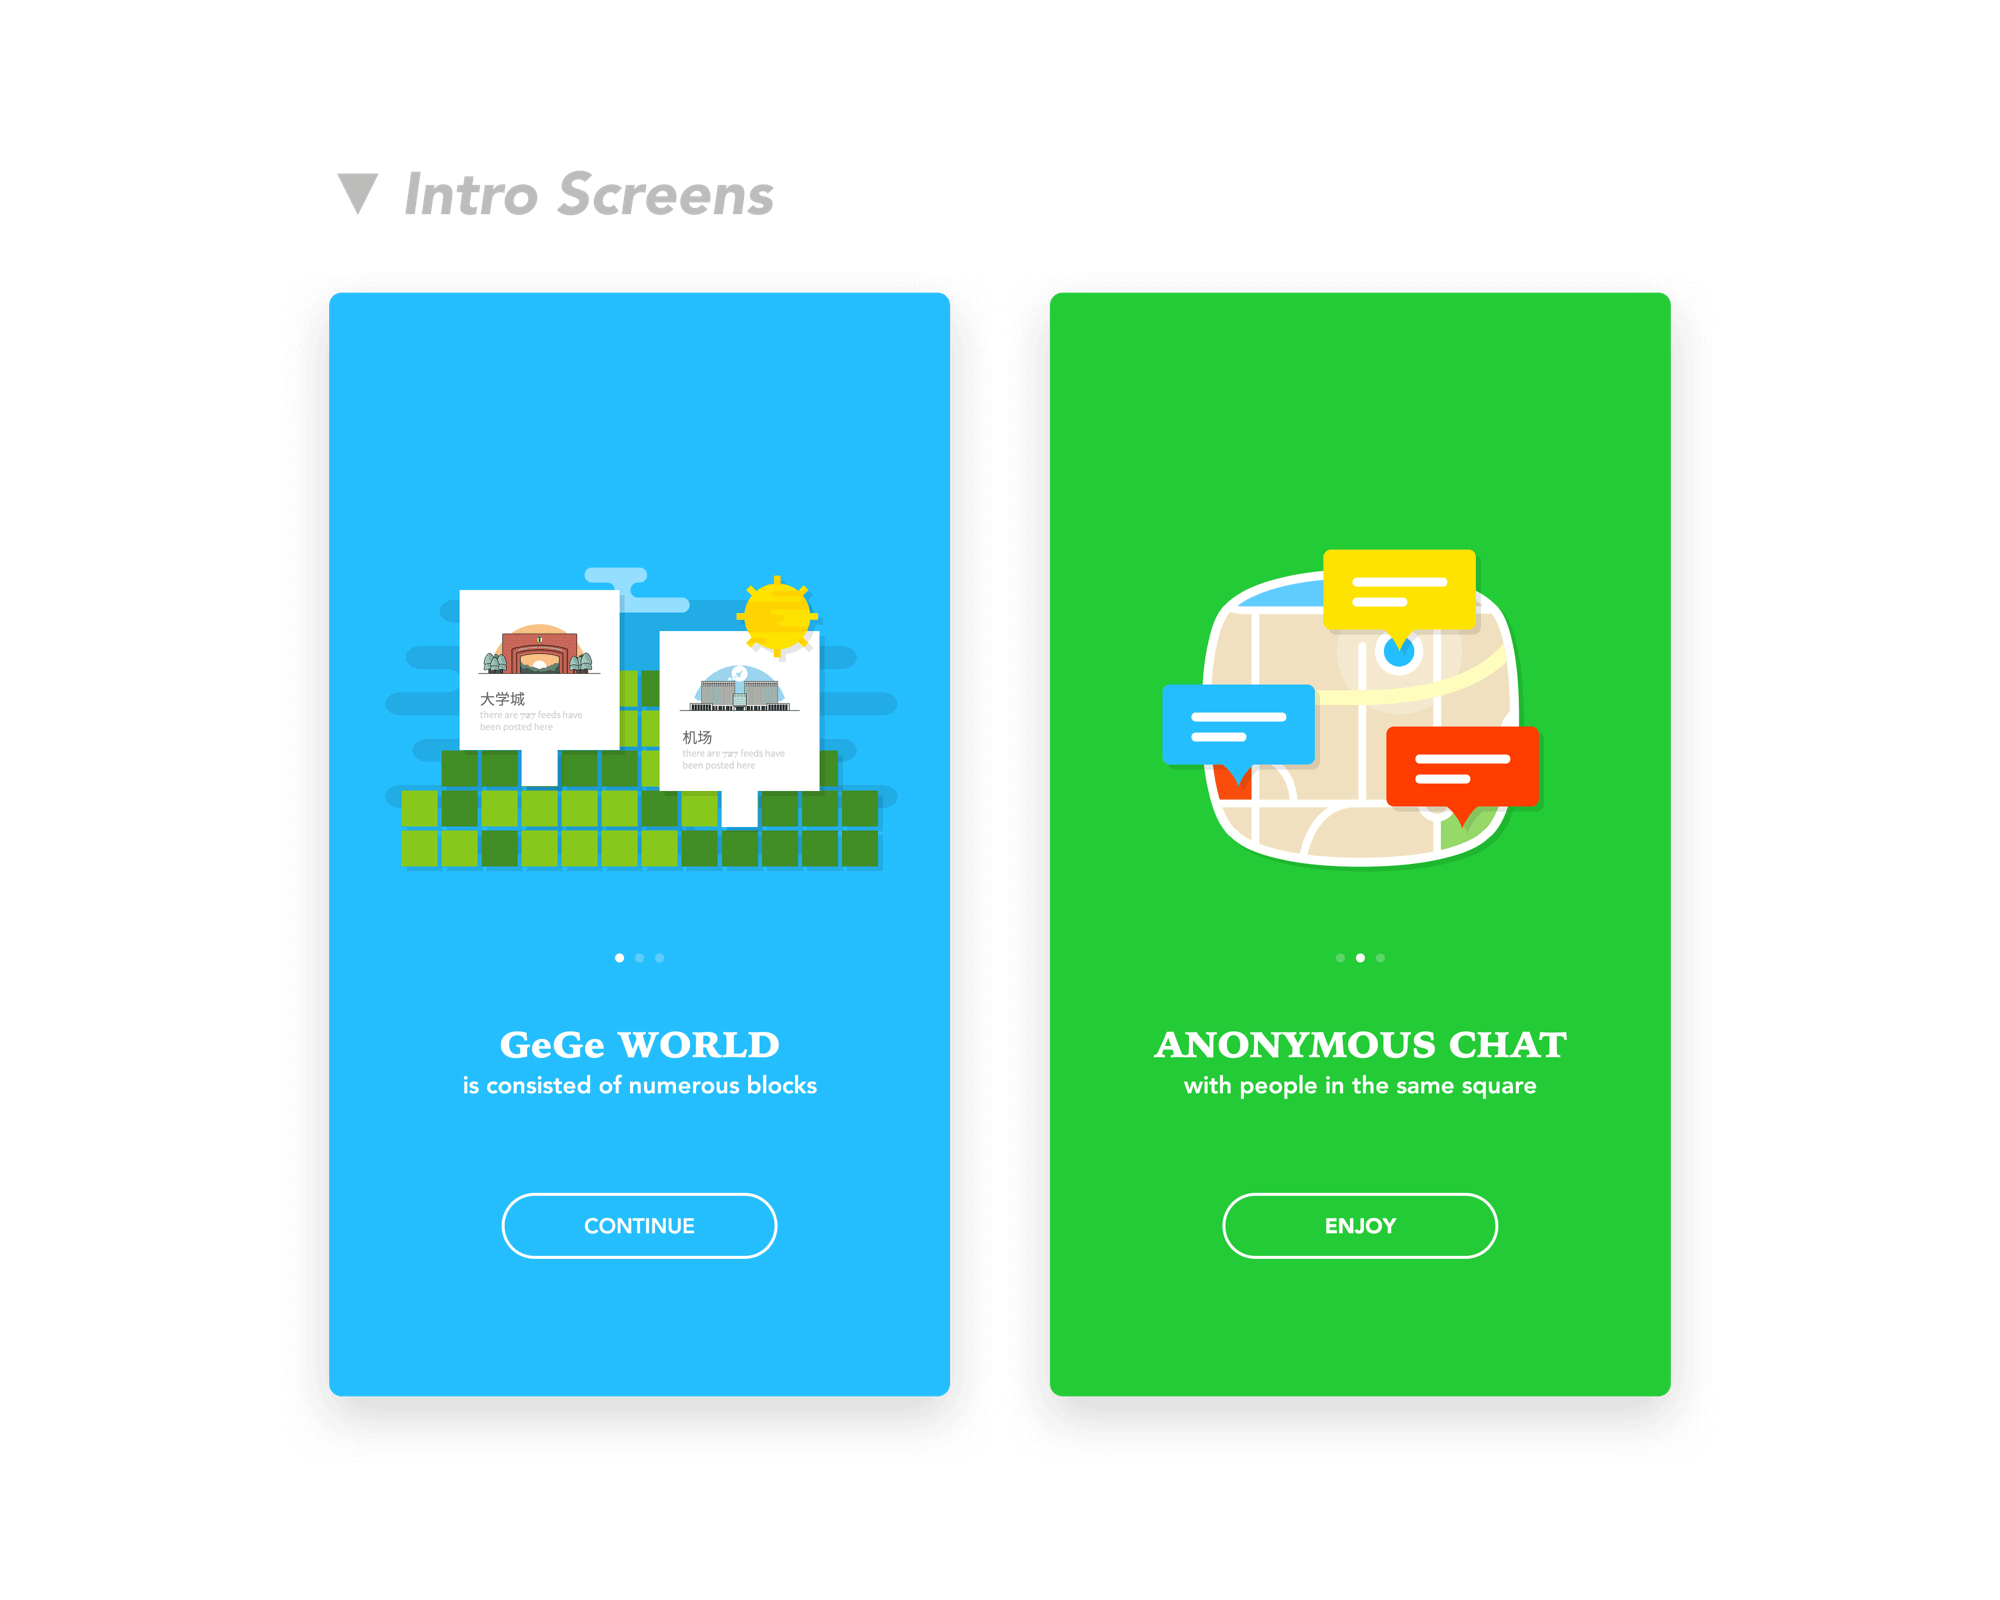 ▼ Intro Screens
大学城
there are 727 feeds have
been posted here
机场
there are 727 feeds have
been posted here
GeGe WORLD
is consisted of numerous blocks
CONTINUE
ANONYMOUS CHAT
with people in the same square
ENJOY